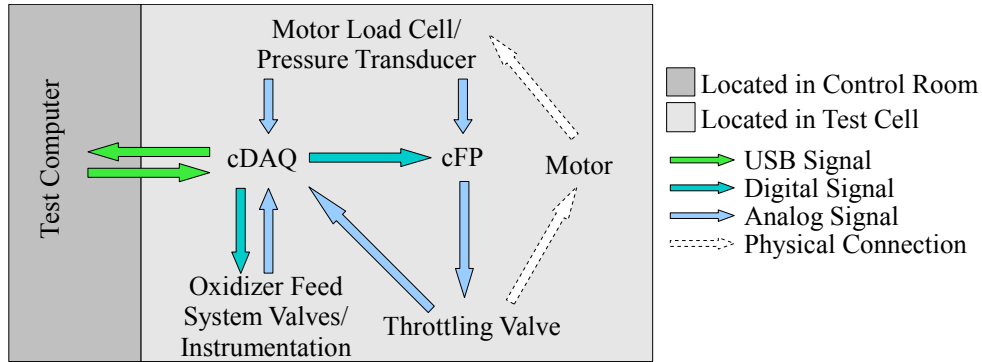 Test Computer
Motor Load Cell/
Pressure Transducer
cDAQ
cFP
Motor
Oxidizer Feed
System Valves/
Instrumentation
Throttling Valve
Located in Control Room
Located in Test Cell
USB Signal
Digital Signal
Analog Signal
Physical Connection